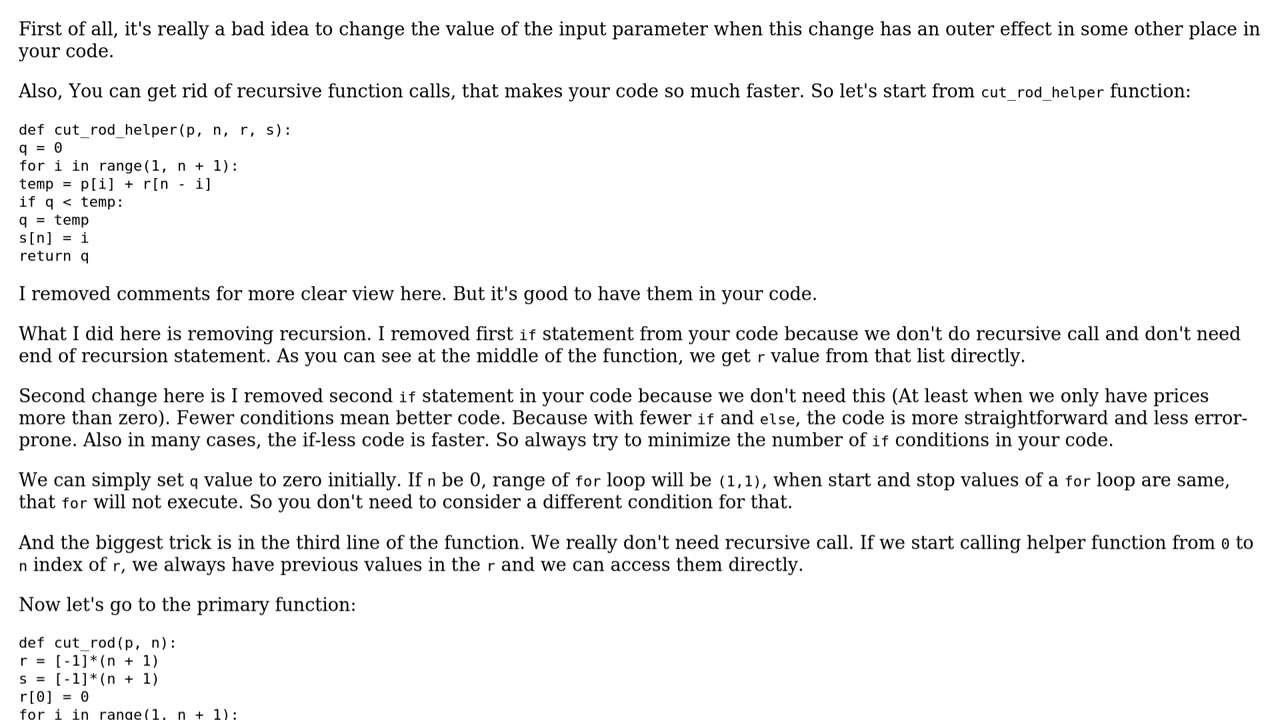 First of all, it's really a bad idea to change the value of the input parameter when this change has an outer effect in some other place in
your code.
Also, You can get rid of recursive function calls, that makes your code so much faster. So let's start from cut_rod_helper function:
def cut_rod_helper(p, n, r, s):
q = 0
for i in range(1, n + 1):
temp = p[i] + r[n - i]
if q < temp:
q = temp
s[n] = i
return q
I removed comments for more clear view here. But it's good to have them in your code.
What I did here is removing recursion. I removed first if statement from your code because we don't do recursive call and don't need
end of recursion statement. As you can see at the middle of the function, we get r value from that list directly.
Second change here is I removed second if statement in your code because we don't need this (At least when we only have prices
more than zero). Fewer conditions mean better code. Because with fewer if and else, the code is more straightforward and less error-
prone. Also in many cases, the if-less code is faster. So always try to minimize the number of if conditions in your code.
We can simply set q value to zero initially. If n be 0, range of for loop will be (1,1), when start and stop values of a for loop are same,
that for will not execute. So you don't need to consider a different condition for that.
And the biggest trick is in the third line of the function. We really don't need recursive call. If we start calling helper function from 0 to
n index of r, we always have previous values in the r and we can access them directly.
Now let's go to the primary function:
def cut_rod(p, n):
r = [-1]*(n + 1)
s = [-1]*(n + 1)
r[0] = 0
for i in range(1, n + 1):